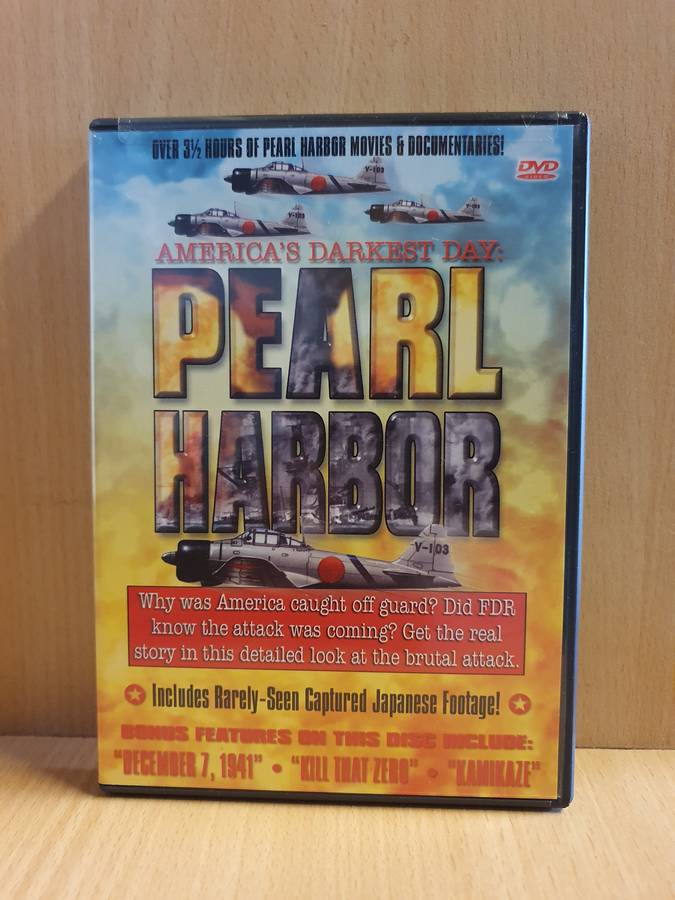 OVER 3½ HOURS OF PEARL HARBOR MOVIES & DOCUMENTARIES!
DVD
VIDEO
Y-103
Y-103
Y-103
AMERICA'S DARKEST DAY:
PEARL
HARBOR
Y-103
Why was America caught off guard? Did FDR
know the attack was coming? Get the real
story in this detailed look at the brutal attack.
Includes Rarely-Seen Captured Japanese Footage!
BONUS FEATURES ON THIS DISC INCLUDE:
"DECEMBER 7, 1941" • "KILL THAT ZERO" • "KAMIKAZE"